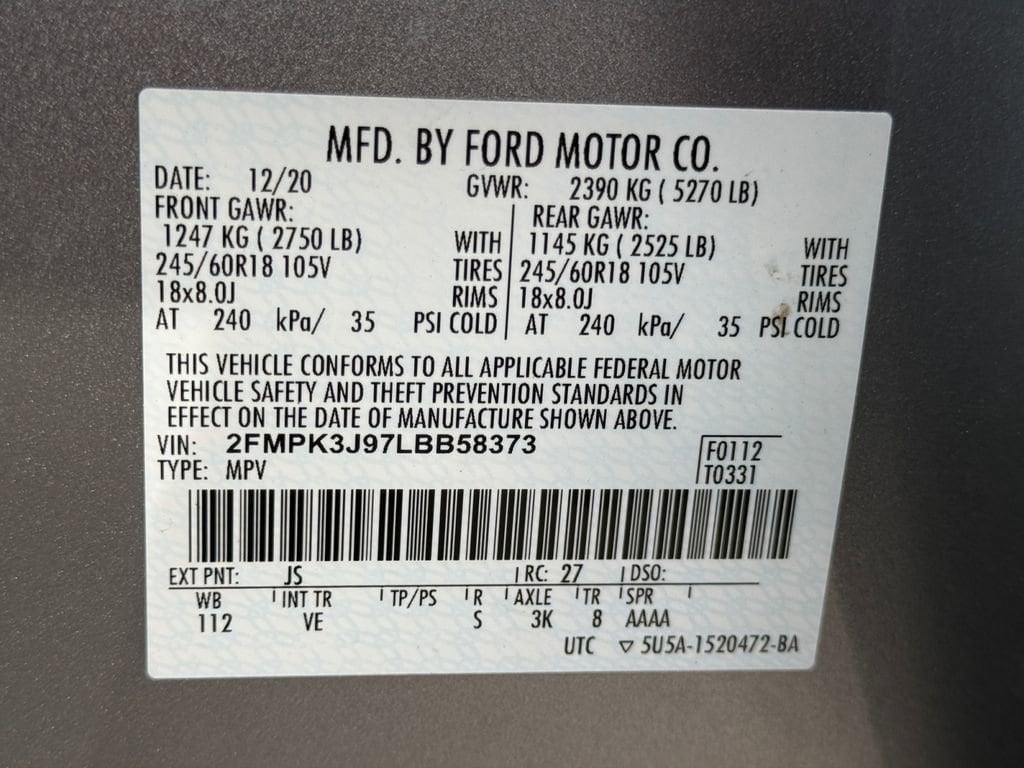 MFD. BY FORD MOTOR CO.
DATE: 12/20 GVWR: 2390 KG ( 5270 LB)
FRONT GAWR: REAR GAWR:
1247 KG ( 2750 LB) WITH 1145 KG ( 2525 LB) WITH
245/60R18 105V TIRES 245/60R18 105V TIRES
18x8.0J RIMS 18x8.0J RIMS
AT 240 kPa/ 35 PSI COLD AT 240 kPa/ 35 PSI COLD
THIS VEHICLE CONFORMS TO ALL APPLICABLE FEDERAL MOTOR
VEHICLE SAFETY AND THEFT PREVENTION STANDARDS IN
EFFECT ON THE DATE OF MANUFACTURE SHOWN ABOVE.
VIN: 2FMPK3J97LBB58373 F0112
TYPE: MPV T0331
EXT PNT: JS RC: 27 DSO:
WB INT TR TP/PS R AXLE TR SPR
112 VE S 3K 8 AAAA
UTC ▽ 5U5A-1520472-BA